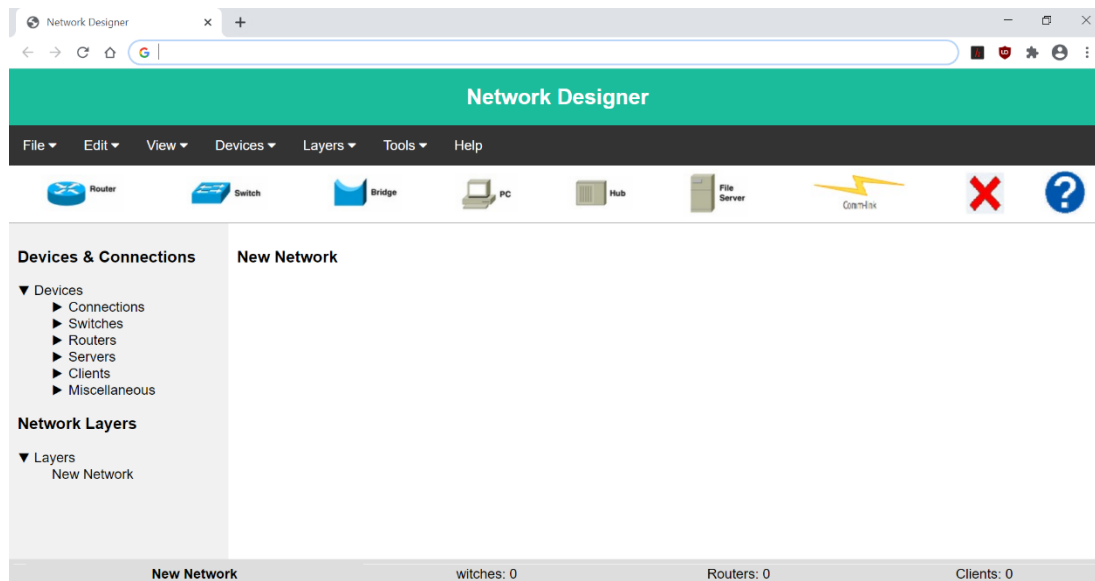 Network Designer
G
Network Designer
File Edit View Devices Layers Tools Help
Router Switch Bridge PC Hub File Server Comm-link ?
Devices & Connections
New Network
Devices
Connections
Switches
Routers
Servers
Clients
Miscellaneous
Network Layers
Layers
New Network
New Network witches: 0 Routers: 0 Clients: 0